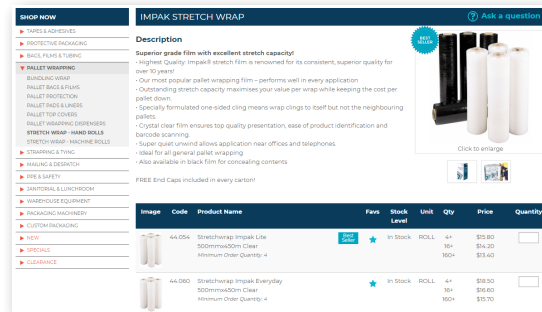 SHOP NOW
TAPES & ADHESIVES
PROTECTIVE PACKAGING
BAGS, FILMS & TUBING
PALLET WRAPPING
BUNDLING WRAP
PALLET BAGS & FILMS
PALLET PROTECTION
PALLET PADS & LINERS
PALLET TOP COVERS
PALLET WRAPPING DISPENSERS
STRETCH WRAP - HAND ROLLS
STRETCH WRAP - MACHINE ROLLS
STRAPPING & TYING
MAILING & DESPATCH
PPE & SAFETY
JANITORIAL & LUNCHROOM
WAREHOUSE EQUIPMENT
PACKAGING MACHINERY
CUSTOM PACKAGING
NEW
SPECIALS
CLEARANCE
IMPAK STRETCH WRAP
? Ask a question
Description
Superior grade film with excellent stretch capacity!
• Highest Quality: Impak® stretch film is renowned for its consistent, superior quality for
over 10 years!
• Our most popular pallet wrapping film – performs well in every application
• Outstanding stretch capacity maximises your value per wrap while keeping the cost per
pallet down.
• Specially formulated one-sided cling means wrap clings to itself but not the neighbouring
pallets.
• Crystal clear film ensures top quality presentation, ease of product identification and
barcode scanning.
• Super quiet unwind allows application near offices and telephones.
• Ideal for all general pallet wrapping
• Also available in black film for concealing contents
FREE End Caps included in every carton!
BEST
SELLER
Click to enlarge
Image Code Product Name Favs Stock Level Unit Qty Price Quantity
44.054 Stretchwrap Impak Lite Best Seller In Stock ROLL 4+ $15.80
500mmx450m Clear 16+ $14.20
Minimum Order Quantity: 4 160+ $13.40
44.060 Stretchwrap Impak Everyday In Stock ROLL 4+ $18.50
500mmx450m Clear 16+ $16.60
Minimum Order Quantity: 4 160+ $15.70